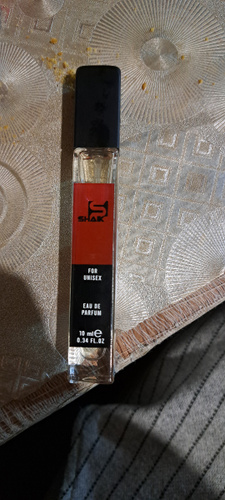 SHAIK
FOR
UNISEX
EAU DE
PARFUM
10 ml ℮
0.34 FL.OZ